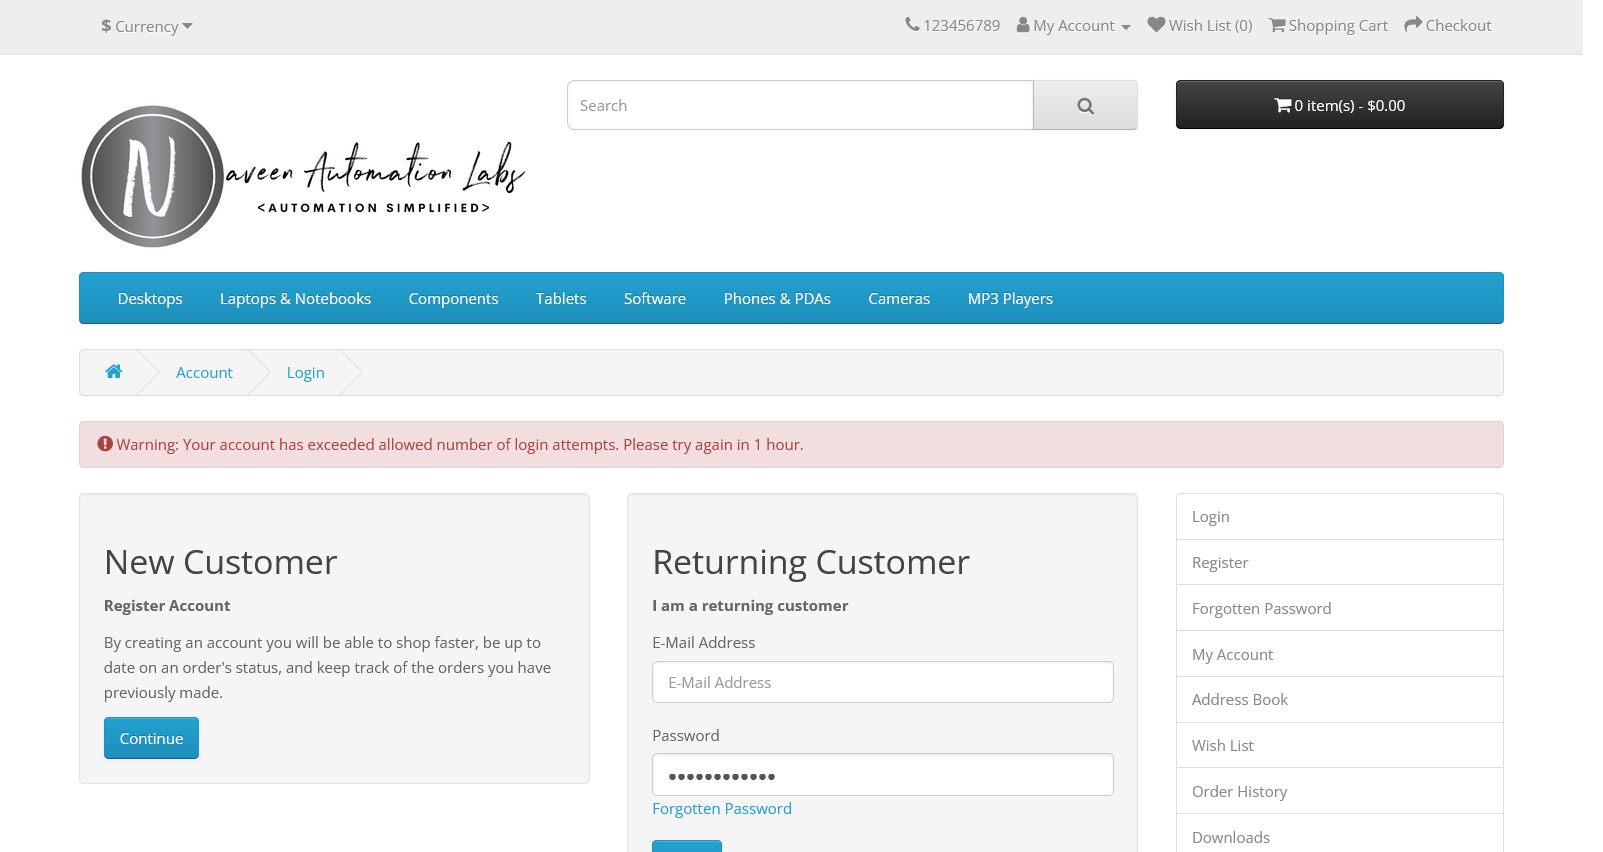 $ Currency
123456789 My Account Wish List (0) Shopping Cart Checkout
Search
0 item(s) - $0.00
N aveen Automation Labs
<AUTOMATION SIMPLIFIED>
Desktops Laptops & Notebooks Components Tablets Software Phones & PDAs Cameras MP3 Players
Account Login
Warning: Your account has exceeded allowed number of login attempts. Please try again in 1 hour.
New Customer
Register Account
By creating an account you will be able to shop faster, be up to
date on an order's status, and keep track of the orders you have
previously made.
Continue
Returning Customer
I am a returning customer
E-Mail Address
E-Mail Address
Password
••••••••••••
Forgotten Password
Login
Register
Forgotten Password
My Account
Address Book
Wish List
Order History
Downloads